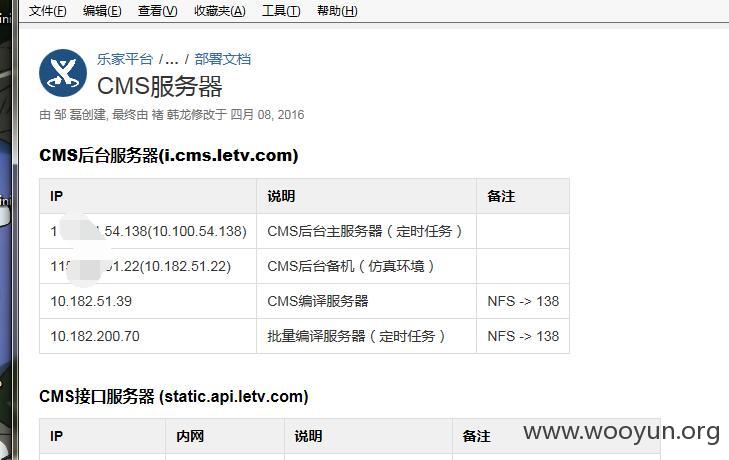 文件(F) 编辑(E) 查看(V) 收藏夹(A) 工具(T) 帮助(H)
乐家平台 /... / 部署文档
CMS服务器
由 邹 磊创建, 最终由 褚 韩龙修改于 四月 08, 2016
CMS后台服务器(i.cms.letv.com)
IP 说明 备注
.54.138(10.100.54.138) CMS后台主服务器（定时任务）
1.22(10.182.51.22) CMS后台备机（仿真环境）
10.182.51.39 CMS编译服务器 NFS -> 138
10.182.200.70 批量编译服务器（定时任务） NFS -> 138
CMS接口服务器 (static.api.letv.com)
IP 内网 说明 备注
www.wooyun.org